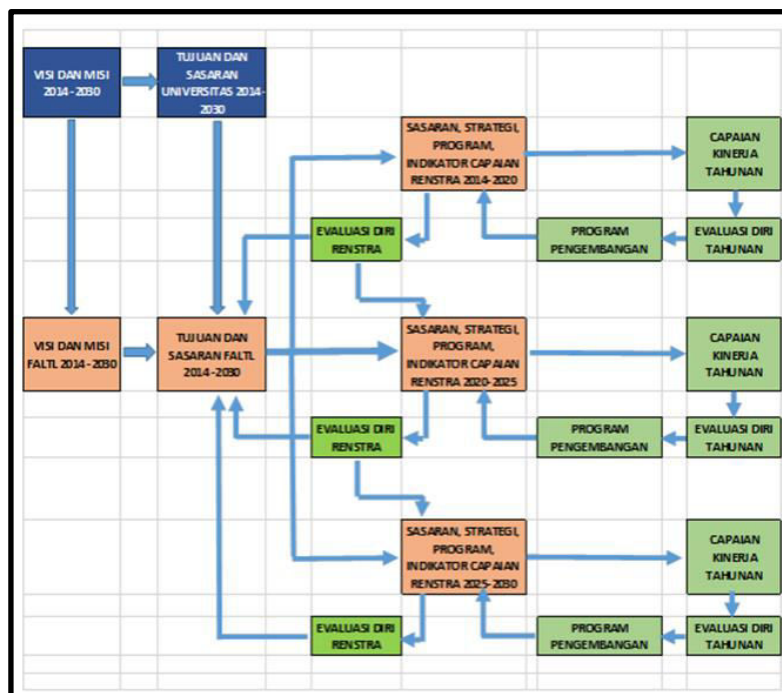 VISI DAN MISI
2014 -2030
TUJUAN DAN
SASARAN
UNIVERSITAS 2014-
2030
SASARAN, STRATEGI,
PROGRAM,
INDIKATOR CAPAIAN
RENSTRA 2014-2020
CAPAIAN
KINERJA
TAHUNAN
EVALUASI DIRI
RENSTRA
PROGRAM
PENGEMBANGAN
EVALUASI DIRI
TAHUNAN
VISI DAN MISI
FALTL 2014 -2030
TUJUAN DAN
SASARAN FALTL
2014 -2030
SASARAN, STRATEGI,
PROGRAM,
INDIKATOR CAPAIAN
RENSTRA 2020-2025
CAPAIAN
KINERJA
TAHUNAN
EVALUASI DIRI
RENSTRA
PROGRAM
PENGEMBANGAN
EVALUASI DIRI
TAHUNAN
SASARAN, STRATEGI,
PROGRAM,
INDIKATOR CAPAIAN
RENSTRA 2025-2030
CAPAIAN
KINERJA
TAHUNAN
EVALUASI DIRI
RENSTRA
PROGRAM
PENGEMBANGAN
EVALUASI DIRI
TAHUNAN